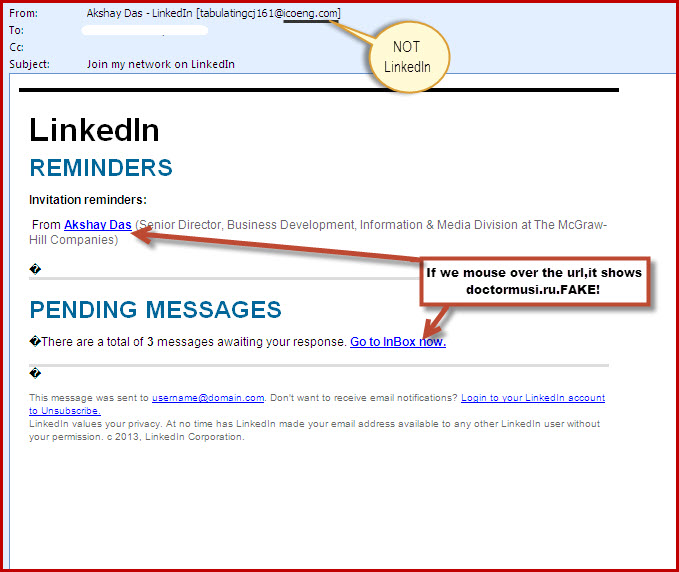 From: Akshay Das - LinkedIn [tabulatingcj161@icoeng.com]
To:
Cc:
Subject: Join my network on LinkedIn
NOT
LinkedIn
LinkedIn
REMINDERS
Invitation reminders:
From Akshay Das (Senior Director, Business Development, Information & Media Division at The McGraw-
Hill Companies)
�
If we mouse over the url,it shows
doctormusi.ru.FAKE!
PENDING MESSAGES
�There are a total of 3 messages awaiting your response. Go to InBox now.
�
This message was sent to username@domain.com. Don't want to receive email notifications? Login to your LinkedIn account
to Unsubscribe.
LinkedIn values your privacy. At no time has LinkedIn made your email address available to any other LinkedIn user without
your permission. c 2013, LinkedIn Corporation.